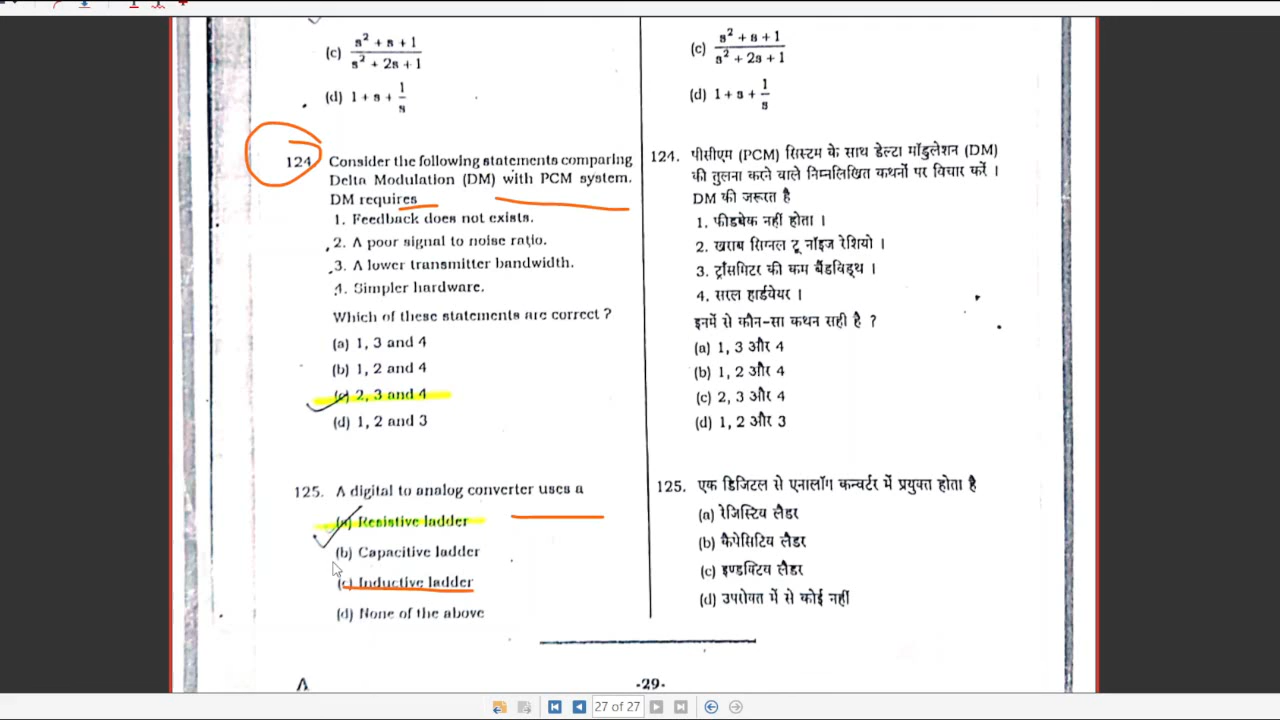 (c) s² + s + 1 / s² + 2s + 1
(d) 1 + s + 1/s
124. Consider the following statements comparing
Delta Modulation (DM) with PCM system.
DM requires
1. Feedback does not exists.
2. A poor signal to noise ratio.
3. A lower transmitter bandwidth.
4. Simpler hardware.
Which of these statements are correct ?
(a) 1, 3 and 4
(b) 1, 2 and 4
(c) 2, 3 and 4
(d) 1, 2 and 3
125. A digital to analog converter uses a
(a) Resistive ladder
(b) Capacitive ladder
(c) Inductive ladder
(d) None of the above
(c) s² + s + 1 / s² + 2s + 1
(d) 1 + s + 1/s
124. पीसीएम (PCM) सिस्टम के साथ डेल्टा मॉडुलेशन (DM)
की तुलना करने वाले निम्नलिखित कथनों पर विचार करें ।
DM की जरूरत है
1. फीडबेक नहीं होता ।
2. खराब सिग्नल टू नॉइज रेशियो ।
3. ट्राँसमिटर की कम बैंडविड्थ ।
4. सरल हार्डवेयर ।
इनमें से कौन-सा कथन सही है ?
(a) 1, 3 और 4
(b) 1, 2 और 4
(c) 2, 3 और 4
(d) 1, 2 और 3
125. एक डिजिटल से एनालॉग कन्वर्टर में प्रयुक्त होता है
(a) रेजिस्टिव लैडर
(b) कैपेसिटिव लैडर
(c) इण्डक्टिव लैडर
(d) उपरोक्त में से कोई नहीं
A
-29-
27 of 27